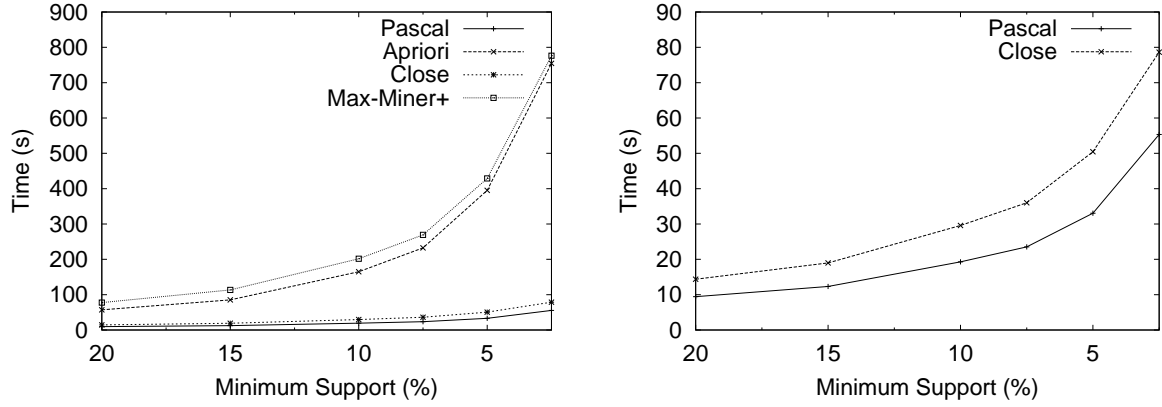 900
800
700
600
500
400
300
200
100
0
Time (s)
20 15 10 5
Minimum Support (%)
Pascal
Apriori
Close
Max-Miner+
90
80
70
60
50
40
30
20
10
0
Time (s)
20 15 10 5
Minimum Support (%)
Pascal
Close